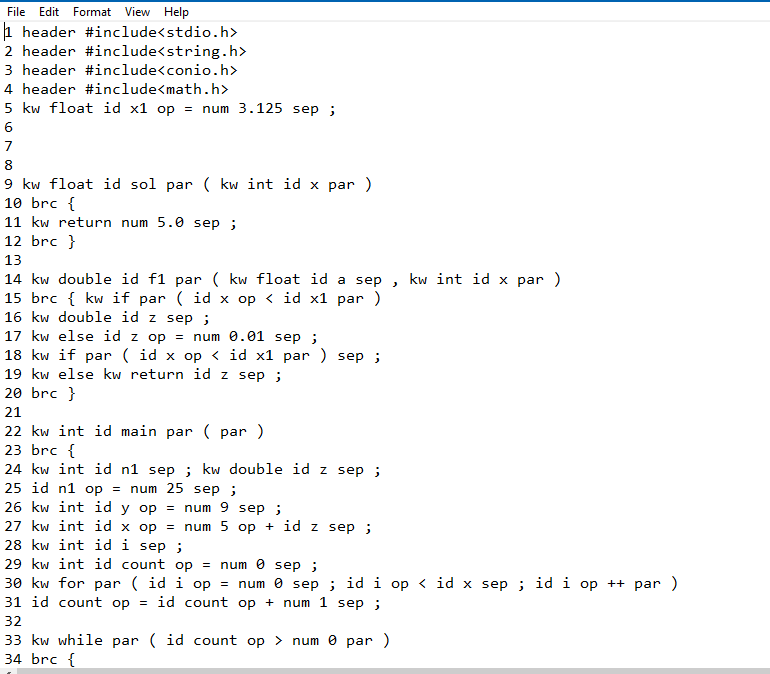 File Edit Format View Help
1 header #include<stdio.h>
2 header #include<string.h>
3 header #include<conio.h>
4 header #include<math.h>
5 kw float id x1 op = num 3.125 sep ;
6
7
8
9 kw float id sol par ( kw int id x par )
10 brc {
11 kw return num 5.0 sep ;
12 brc }
13
14 kw double id f1 par ( kw float id a sep , kw int id x par )
15 brc { kw if par ( id x op < id x1 par )
16 kw double id z sep ;
17 kw else id z op = num 0.01 sep ;
18 kw if par ( id x op < id x1 par ) sep ;
19 kw else kw return id z sep ;
20 brc }
21
22 kw int id main par ( par )
23 brc {
24 kw int id n1 sep ; kw double id z sep ;
25 id n1 op = num 25 sep ;
26 kw int id y op = num 9 sep ;
27 kw int id x op = num 5 op + id z sep ;
28 kw int id i sep ;
29 kw int id count op = num 0 sep ;
30 kw for par ( id i op = num 0 sep ; id i op < id x sep ; id i op ++ par )
31 id count op = id count op + num 1 sep ;
32
33 kw while par ( id count op > num 0 par )
34 brc {